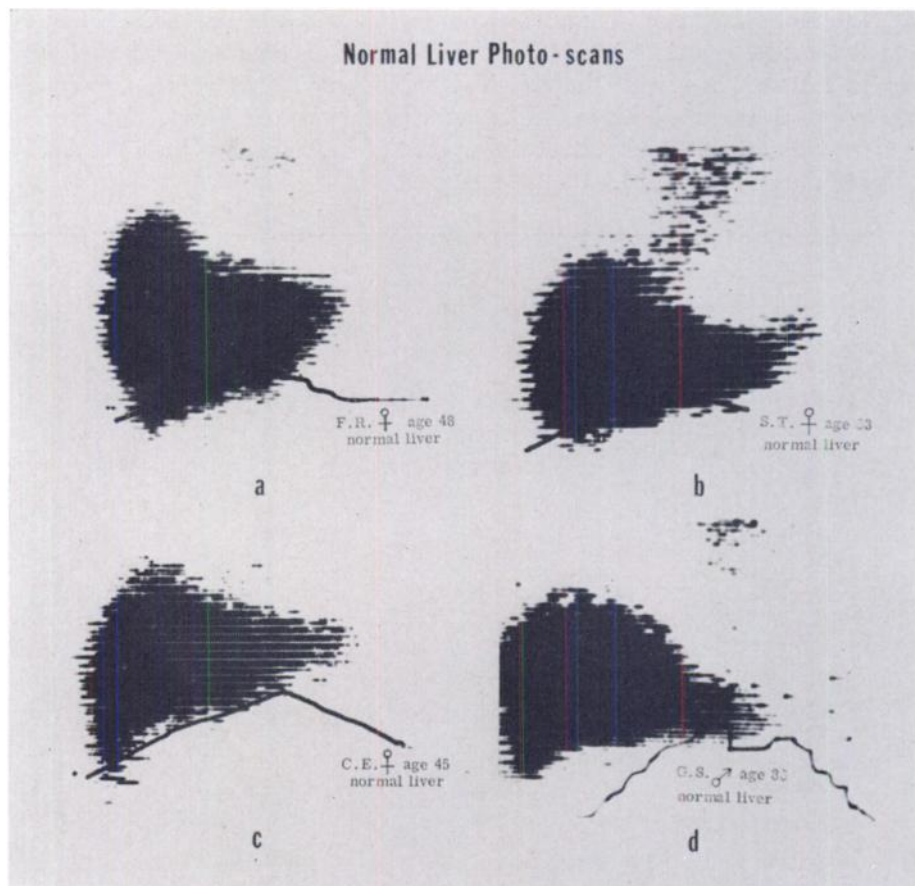 Normal Liver Photo-scans
F.R. ♀ age 48
normal liver
a
S.T. ♀ age
normal liver
b
C.E. ♀ age 45
normal liver
c
G.S. ♂ age
normal liver
d